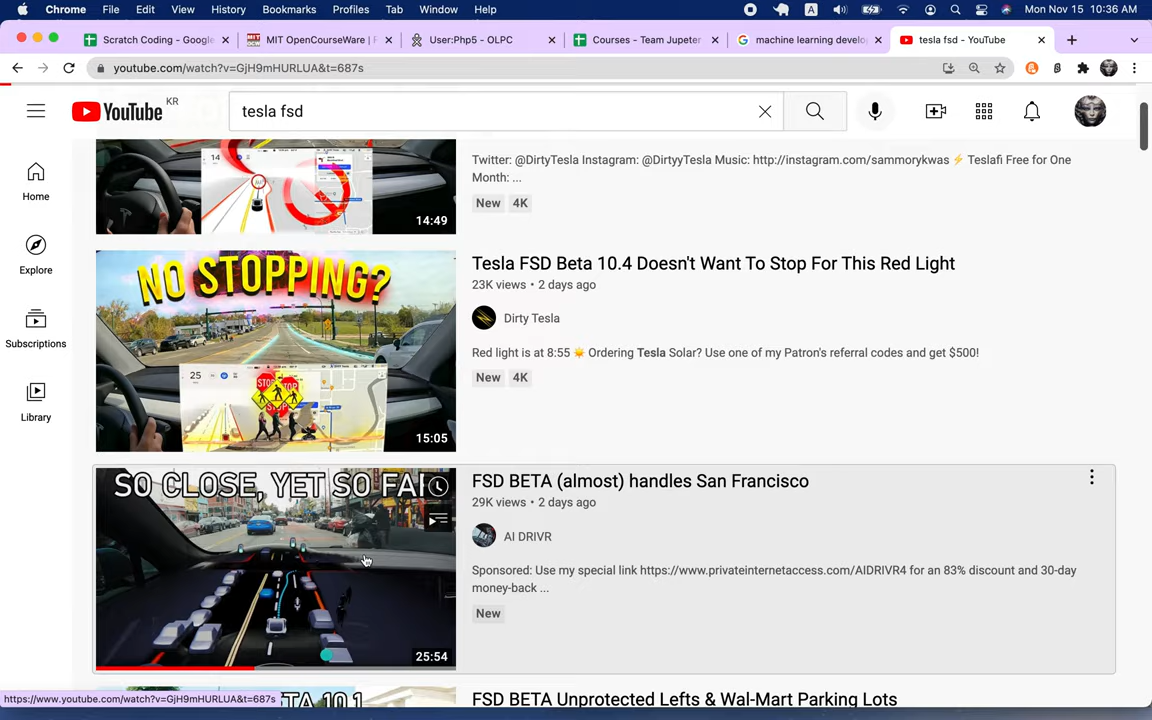 Chrome File Edit View History Bookmarks Profiles Tab Window Help A Mon Nov 15 10:36 AM
Scratch Coding - Google MIT OpenCourseWare | F User:Php5 - OLPC Courses - Team Jupeter machine learning develo tesla fsd - YouTube
youtube.com/watch?v=GjH9mHURLUA&t=687s
YouTube KR
tesla fsd
Home
Explore
Subscriptions
Library
14
14:49
Twitter: @DirtyTesla Instagram: @DirtyyTesla Music: http://instagram.com/sammorykwas ⚡ Teslafi Free for One
Month: ...
New 4K
NO STOPPING?
25
STOP
STOP
15:05
Tesla FSD Beta 10.4 Doesn't Want To Stop For This Red Light
23K views • 2 days ago
Dirty Tesla
Red light is at 8:55 ☀️ Ordering Tesla Solar? Use one of my Patron's referral codes and get $500!
New 4K
SO CLOSE, YET SO FA
25:54
FSD BETA (almost) handles San Francisco
29K views • 2 days ago
AI DRIVR
Sponsored: Use my special link https://www.privateinternetaccess.com/AIDRIVR4 for an 83% discount and 30-day
money-back ...
New
TA 10.1
FSD BETA Unprotected Lefts & Wal-Mart Parking Lots
https://www.youtube.com/watch?v=GjH9mHURLUA&t=687s